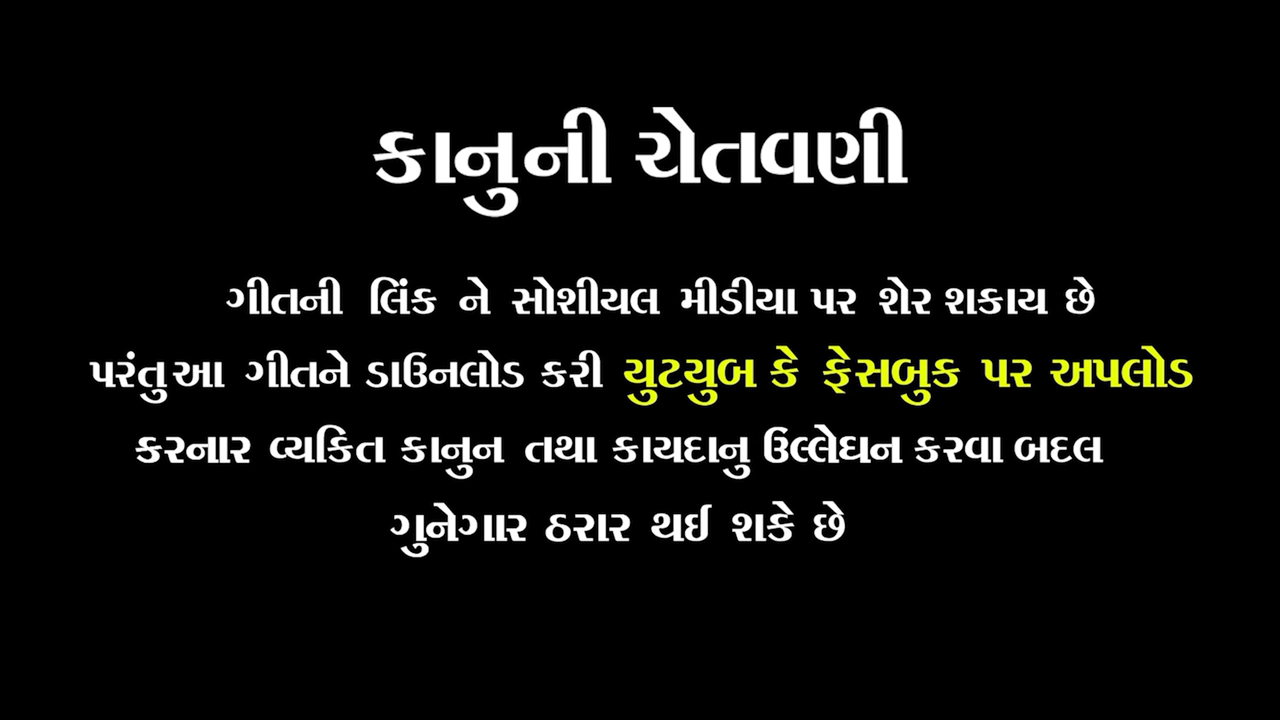 કાનુની ચેતવણી
ગીતની લિંક ને સોશીયલ મીડીયા પર શેર શકાય છે
પરંતુ આ ગીતને ડાઉનલોડ કરી યુટયુબ કે ફેસબુક પર અપલોડ
કરનાર વ્યકિત કાનુન તથા કાયદાનુ ઉલ્લેઘન કરવા બદલ
ગુનેગાર ઠરાર થઈ શકે છે